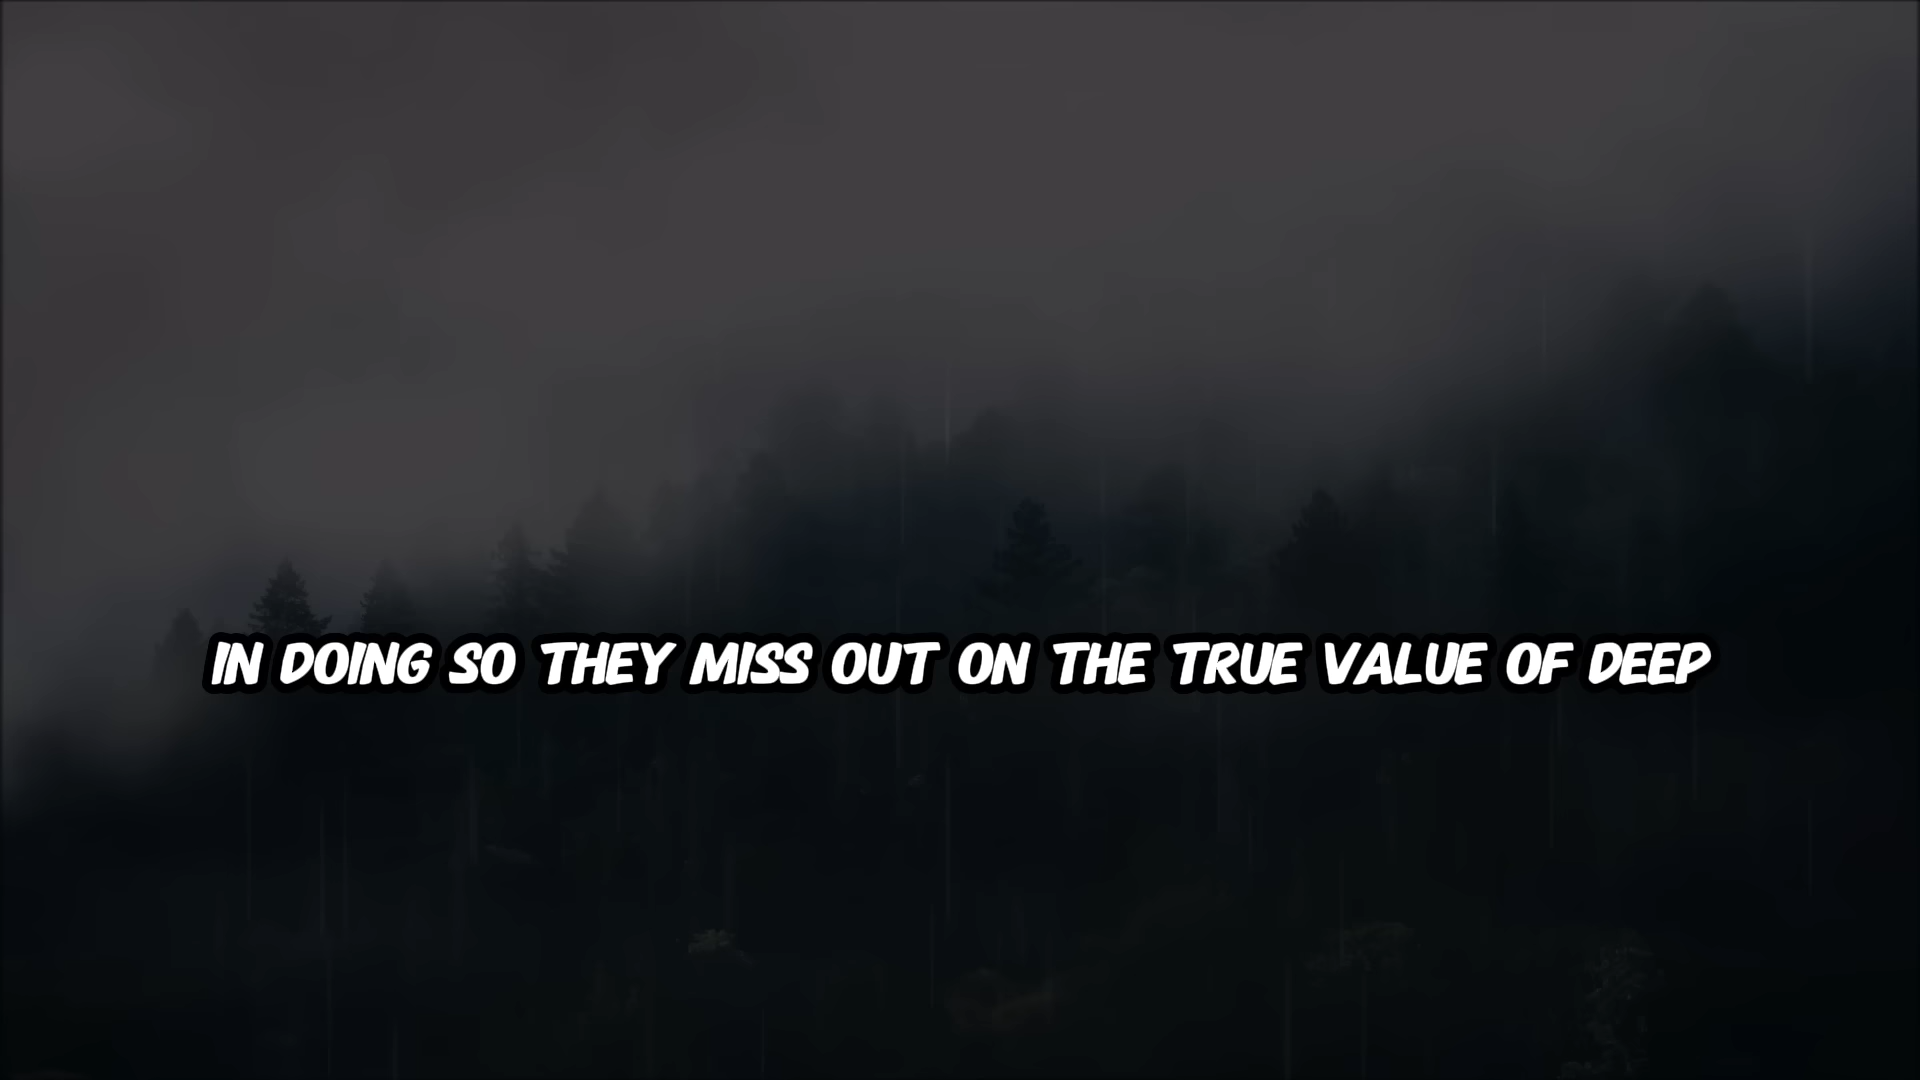 IN DOING SO THEY MISS OUT ON THE TRUE VALUE OF DEEP